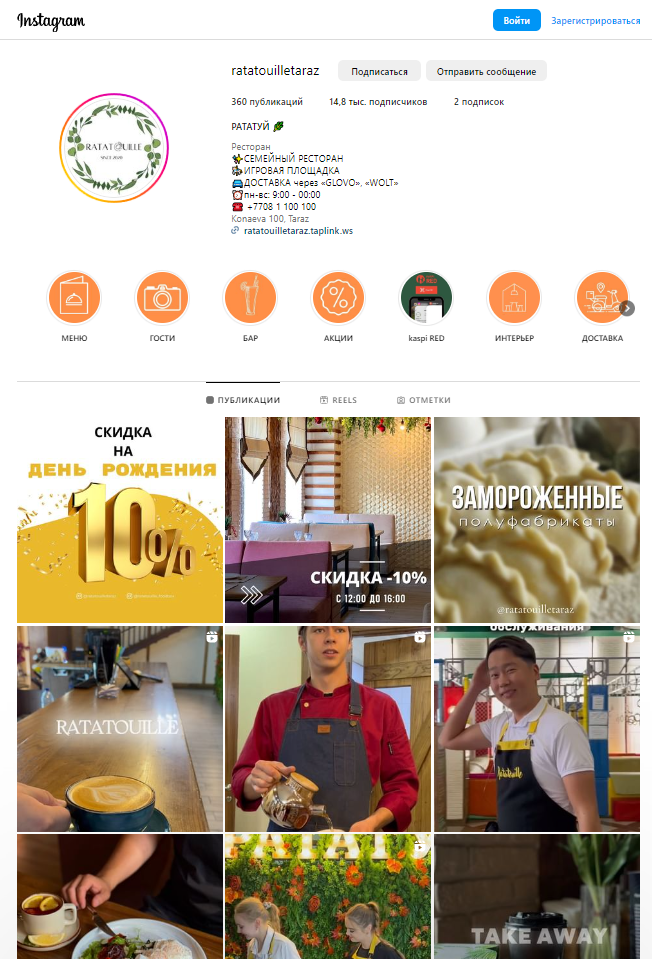 Instagram
Войти
Зарегистрироваться
ratatouilletaraz
Подписаться
Отправить сообщение
360 публикаций
14,8 тыс. подписчиков
2 подписок
РАТАТУЙ
Ресторан
СЕМЕЙНЫЙ РЕСТОРАН
ИГРОВАЯ ПЛОЩАДКА
ДОСТАВКА через «GLOVO», «WOLT»
пн-вс: 9:00 - 00:00
+7708 1 100 100
Konaeva 100, Taraz
ratatouilletaraz.taplink.ws
RATAT@UILLE
SINCE 2020
МЕНЮ
ГОСТИ
БАР
АКЦИИ
kaspi RED
ИНТЕРЬЕР
ДОСТАВКА
ПУБЛИКАЦИИ
REELS
ОТМЕТКИ
СКИДКА
НА
ДЕНЬ РОЖДЕНИЯ
10%
СКИДКА -10%
С 12:00 ДО 16:00
ЗАМОРОЖЕННЫЕ
полуфабрикаты
@ratatouilletaraz
RATATOUILLE
обслуживания
Ratatouille
РАТАТУ
TAKE AWAY